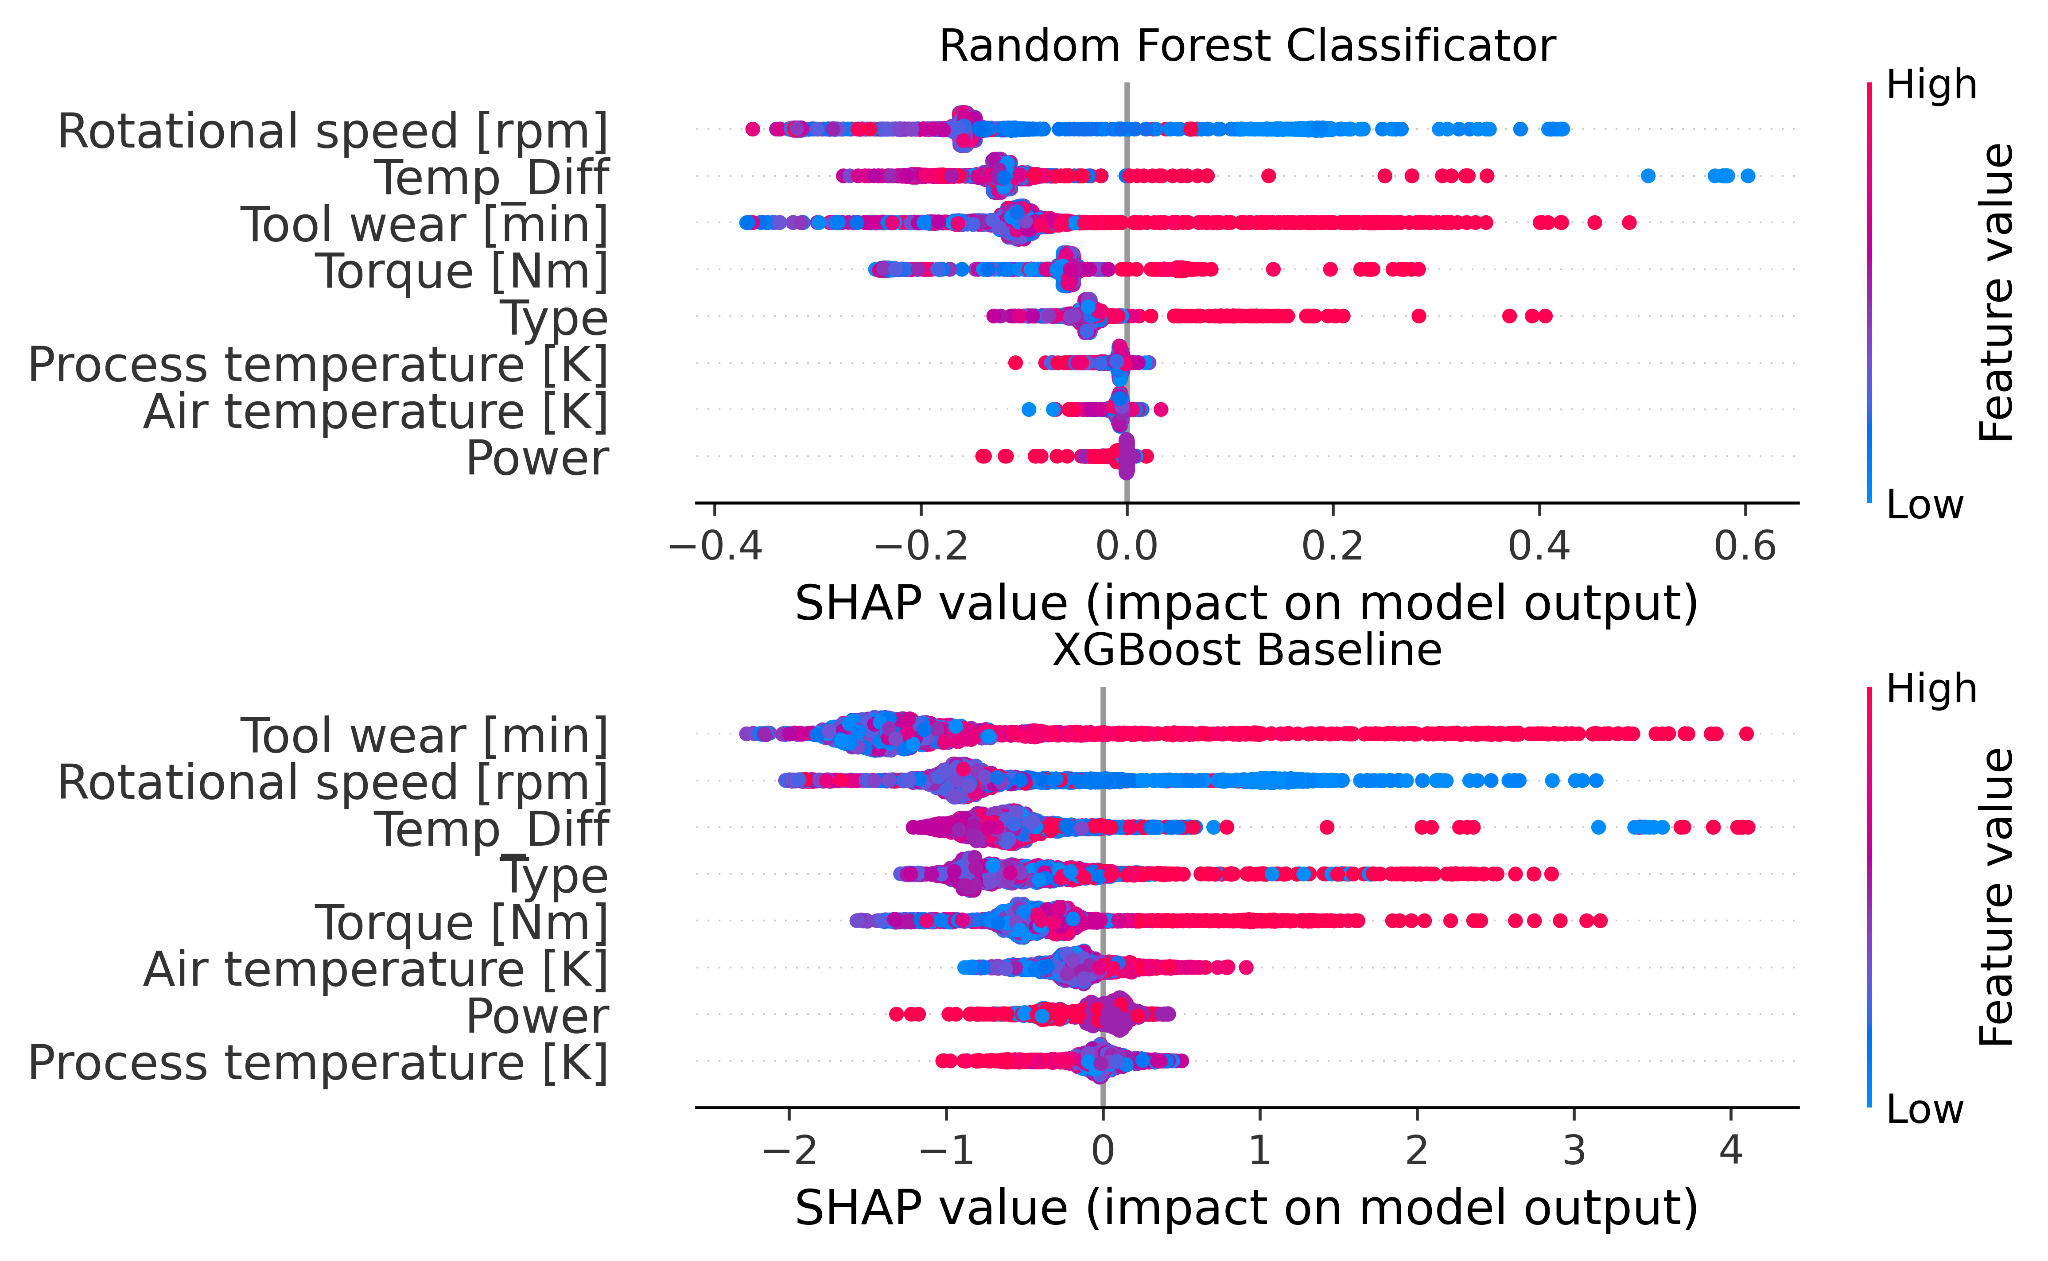 Random Forest Classificator
High
Rotational speed [rpm]
Temp_Diff
Tool wear [min]
Torque [Nm]
Type
Process temperature [K]
Air temperature [K]
Power
Feature value
Low
−0.4 −0.2 0.0 0.2 0.4 0.6
SHAP value (impact on model output)
XGBoost Baseline
High
Tool wear [min]
Rotational speed [rpm]
Temp_Diff
Type
Torque [Nm]
Air temperature [K]
Power
Process temperature [K]
Feature value
Low
−2 −1 0 1 2 3 4
SHAP value (impact on model output)